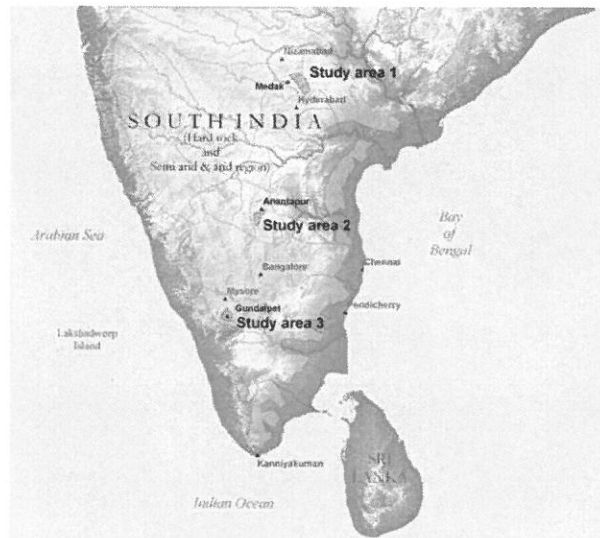 Nizamabad
Study area 1
Medak
Hyderabad
SOUTH INDIA
(Hard rock
and
Semi arid & arid region)
Anantapur
Study area 2
Arabian Sea
Bay
of
Bengal
Bangalore
Chennai
Mysore
Gundalpet
Pondicherry
Study area 3
Lakshadweep
Island
Kanniyakumari
SRI
LANKA
Indian Ocean